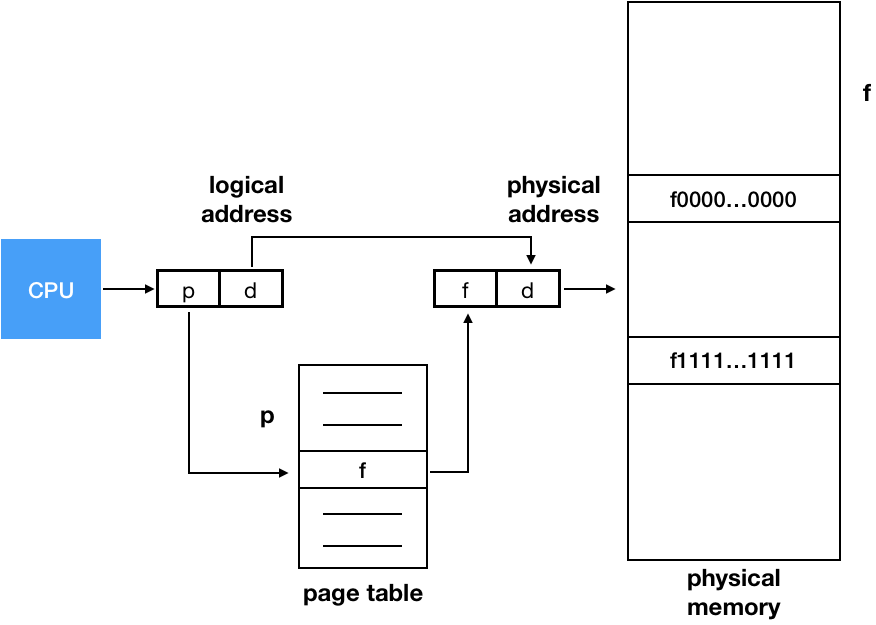 f
logical
address
physical
address
f0000…0000
CPU
p
d
f
d
f1111…1111
p
f
page table
physical
memory